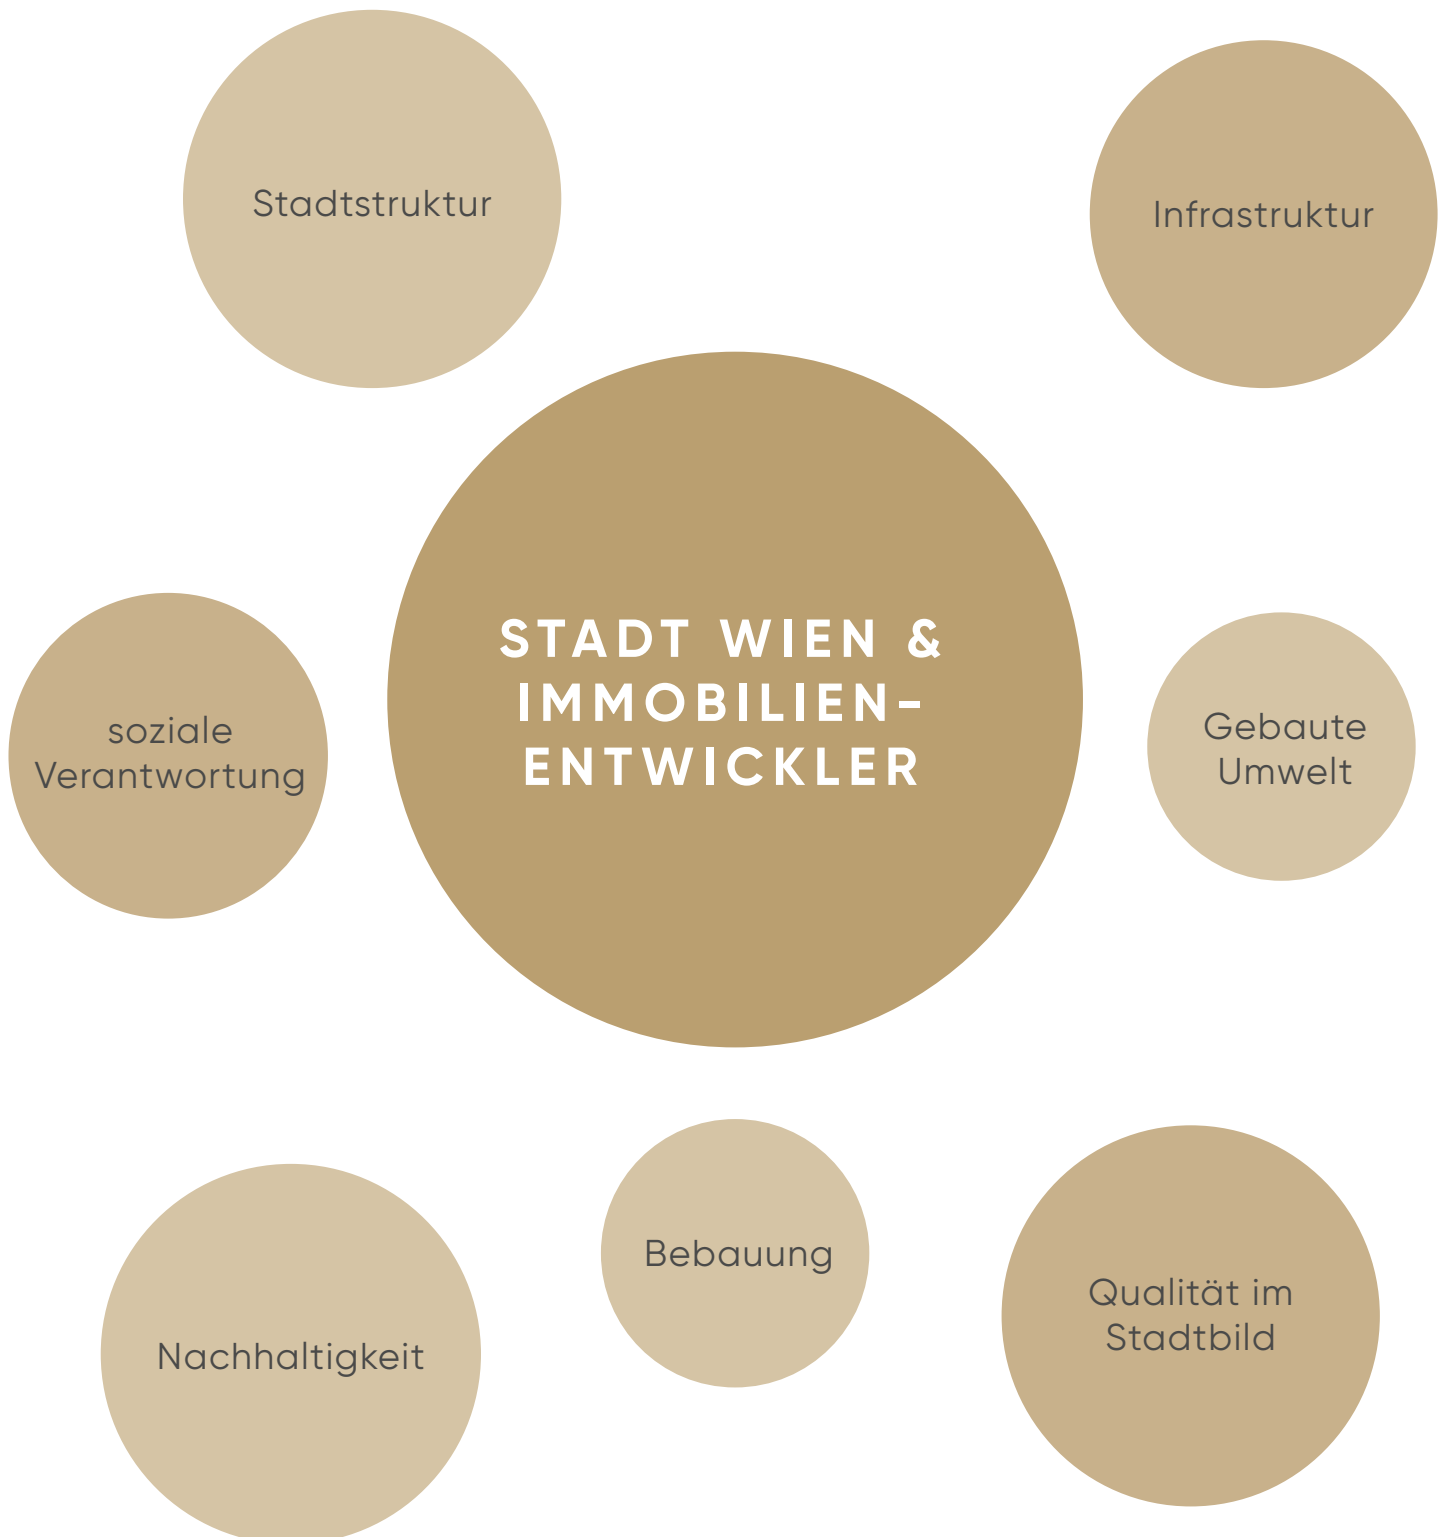 Stadtstruktur
Infrastruktur
STADT WIEN &
IMMOBILIEN-
ENTWICKLER
soziale
Verantwortung
Gebaute
Umwelt
Bebauung
Qualität im
Stadtbild
Nachhaltigkeit